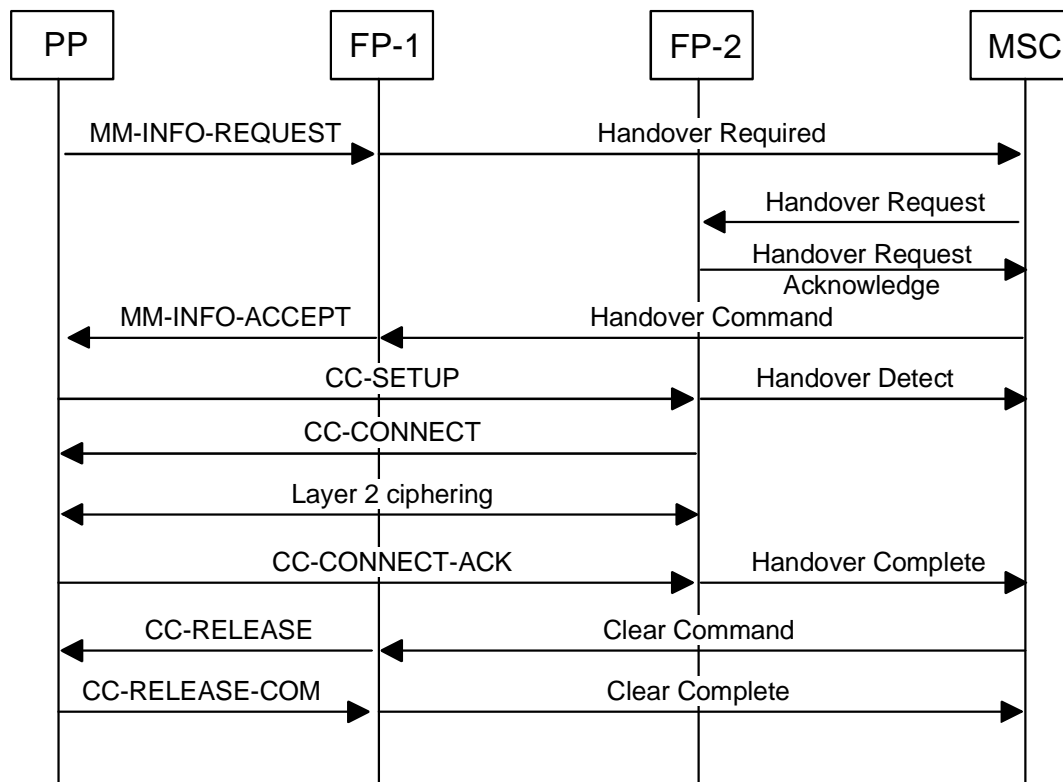 PP
FP-1
FP-2
MSC
MM-INFO-REQUEST
Handover Required
Handover Request
Handover Request
Acknowledge
MM-INFO-ACCEPT
Handover Command
CC-SETUP
Handover Detect
CC-CONNECT
Layer 2 ciphering
CC-CONNECT-ACK
Handover Complete
CC-RELEASE
Clear Command
CC-RELEASE-COM
Clear Complete